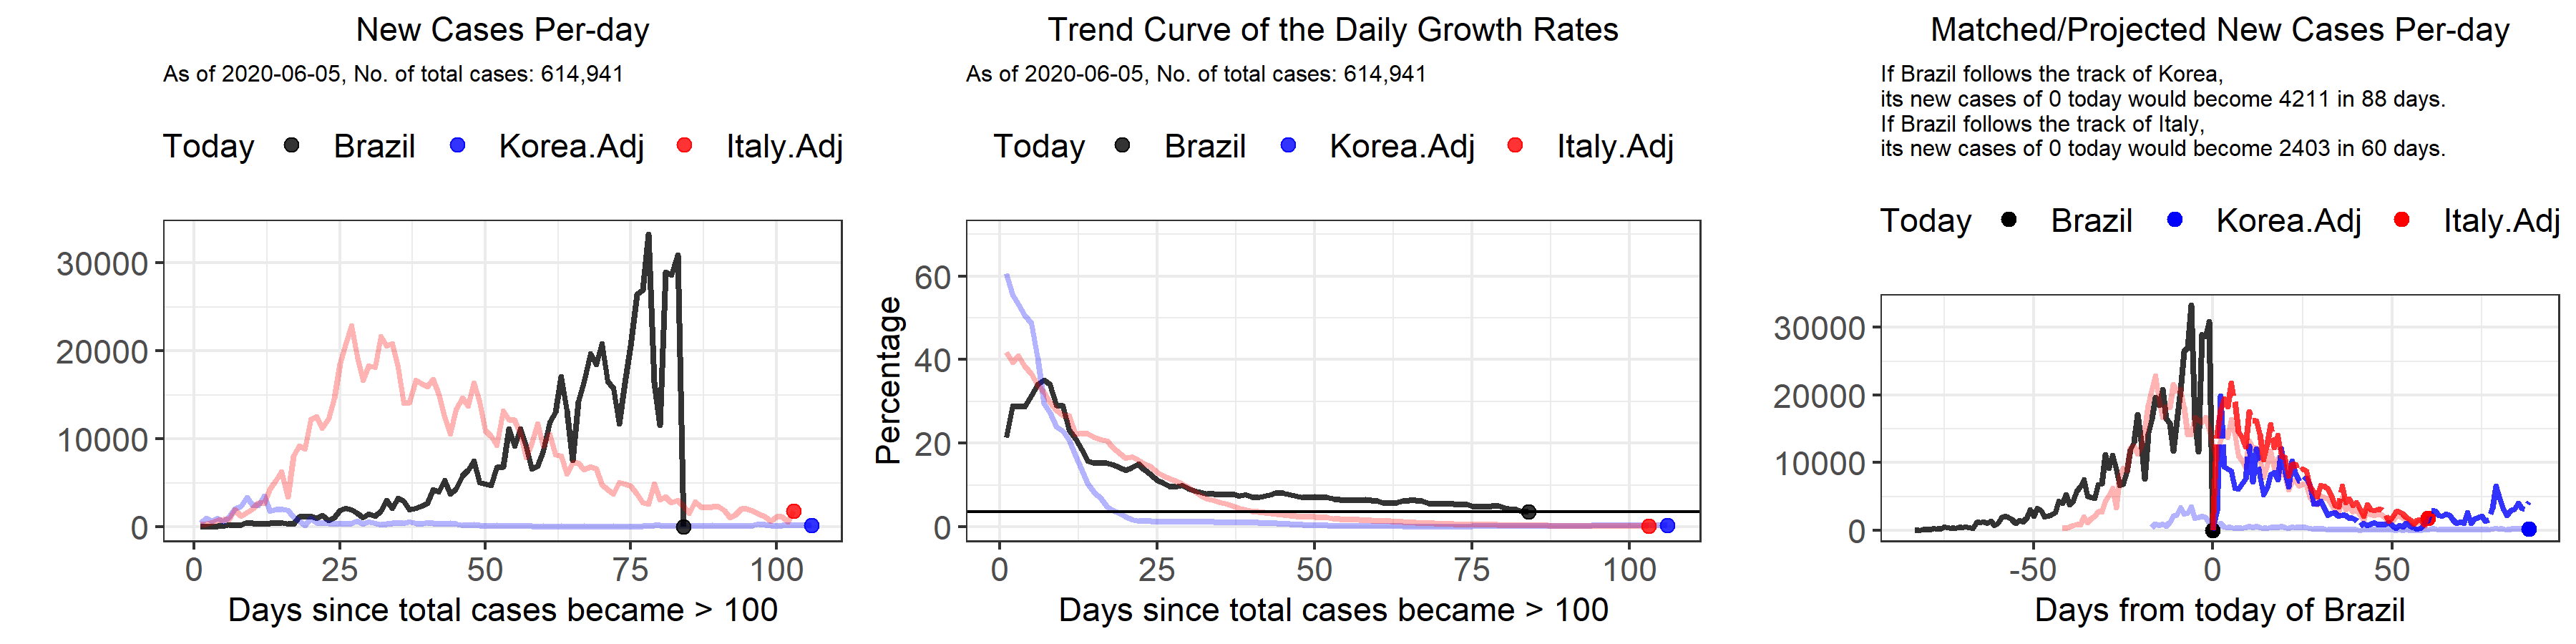 New Cases Per-day
As of 2020-06-05, No. of total cases: 614,941
Today Brazil Korea.Adj Italy.Adj
30000
20000
10000
0
0 25 50 75 100
Days since total cases became > 100
Trend Curve of the Daily Growth Rates
As of 2020-06-05, No. of total cases: 614,941
Today Brazil Korea.Adj Italy.Adj
Percentage
60
40
20
0
0 25 50 75 100
Days since total cases became > 100
Matched/Projected New Cases Per-day
If Brazil follows the track of Korea,
its new cases of 0 today would become 4211 in 88 days.
If Brazil follows the track of Italy,
its new cases of 0 today would become 2403 in 60 days.
Today Brazil Korea.Adj Italy.Adj
30000
20000
10000
0
-50 0 50
Days from today of Brazil